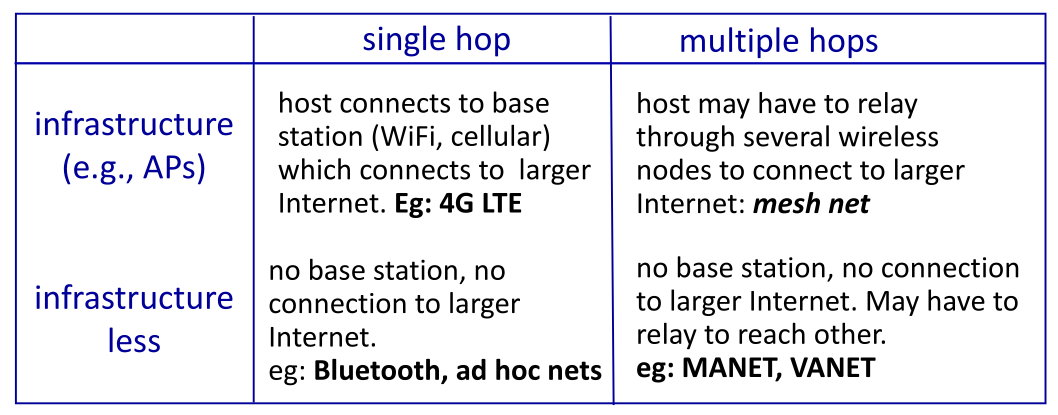 single hop
multiple hops
infrastructure
(e.g., APs)
host connects to base
station (WiFi, cellular)
which connects to larger
Internet. Eg: 4G LTE
host may have to relay
through several wireless
nodes to connect to larger
Internet: mesh net
infrastructure
less
no base station, no
connection to larger
Internet.
eg: Bluetooth, ad hoc nets
no base station, no connection
to larger Internet. May have to
relay to reach other.
eg: MANET, VANET